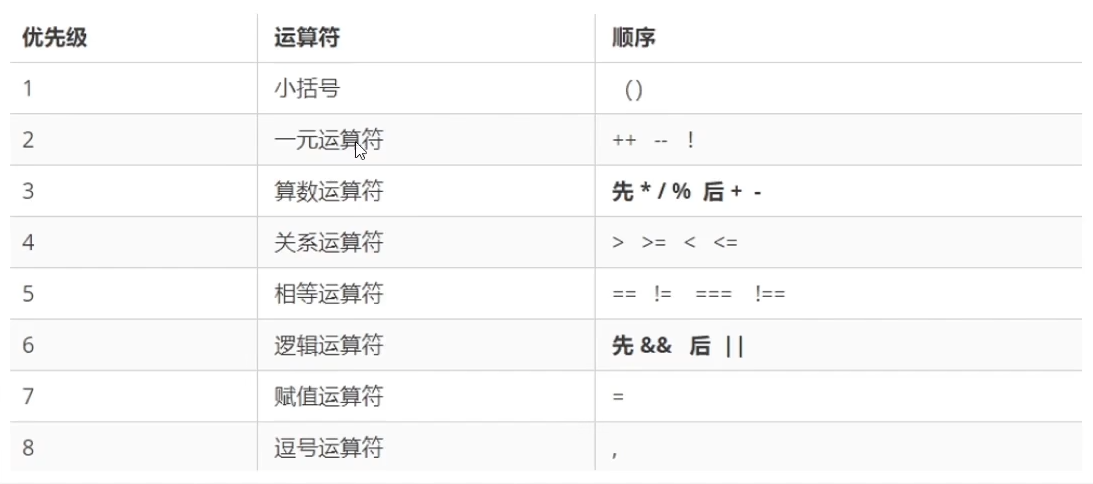 优先级 运算符 顺序
1 小括号 ()
2 一元运算符 ++ -- !
3 算数运算符 先 * / % 后 + -
4 关系运算符 > >= < <=
5 相等运算符 == != === !==
6 逻辑运算符 先 && 后 ||
7 赋值运算符 =
8 逗号运算符 ,